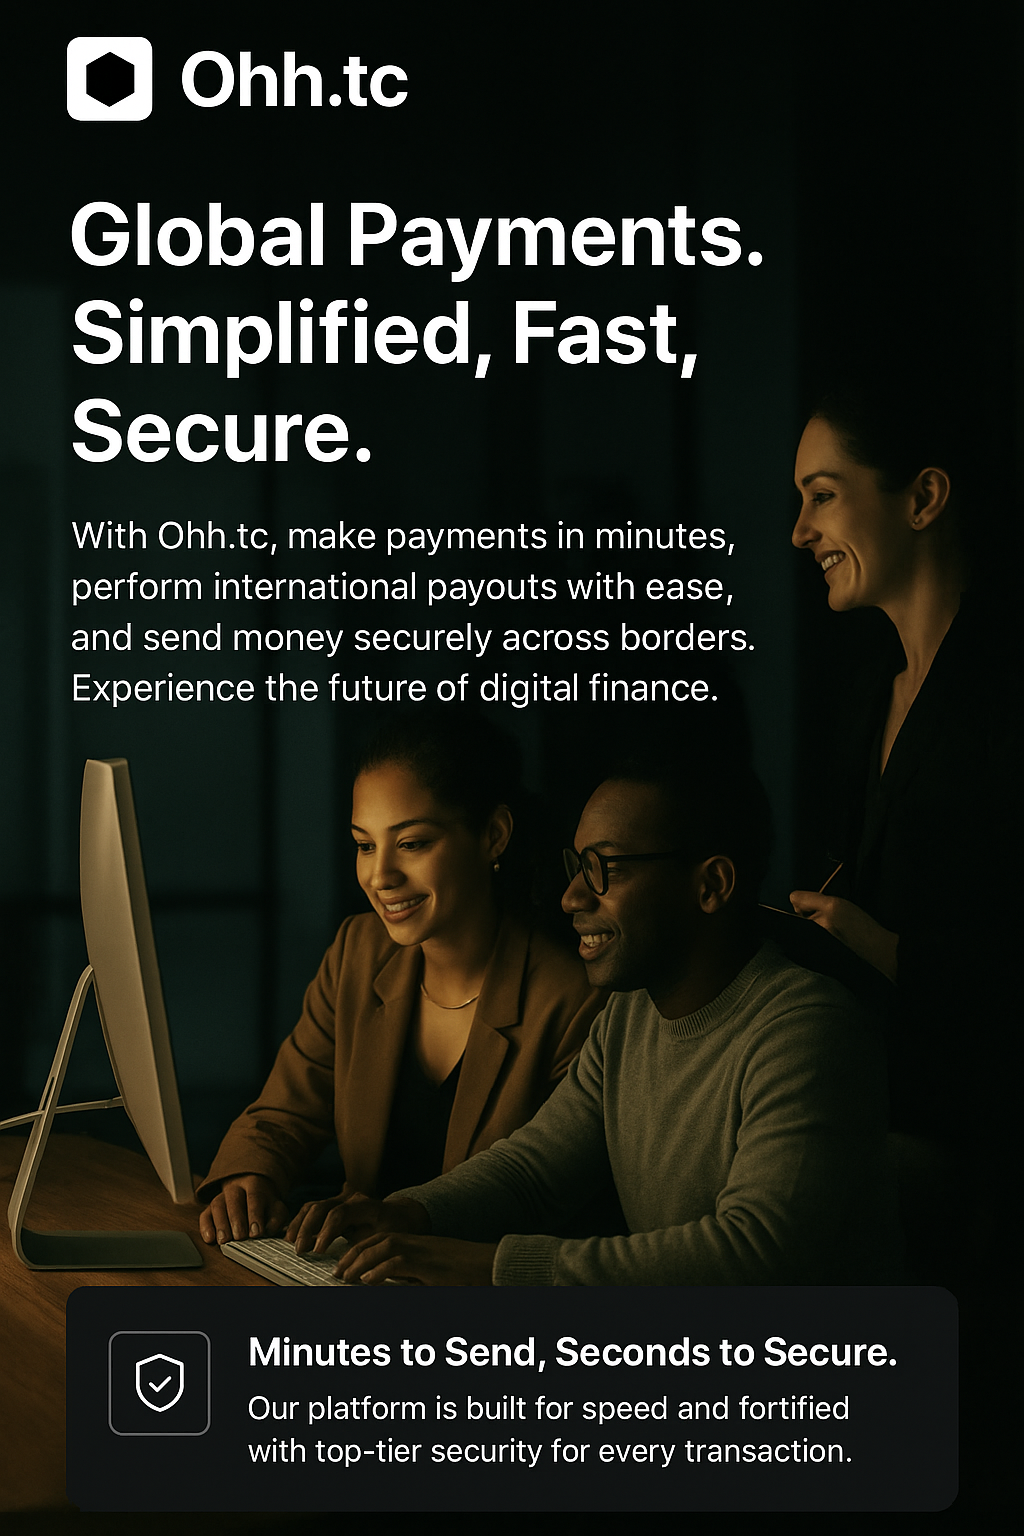 Ohh.tc
Global Payments.
Simplified, Fast,
Secure.
With Ohh.tc, make payments in minutes,
perform international payouts with ease,
and send money securely across borders.
Experience the future of digital finance.
Minutes to Send, Seconds to Secure.
Our platform is built for speed and fortified
with top-tier security for every transaction.